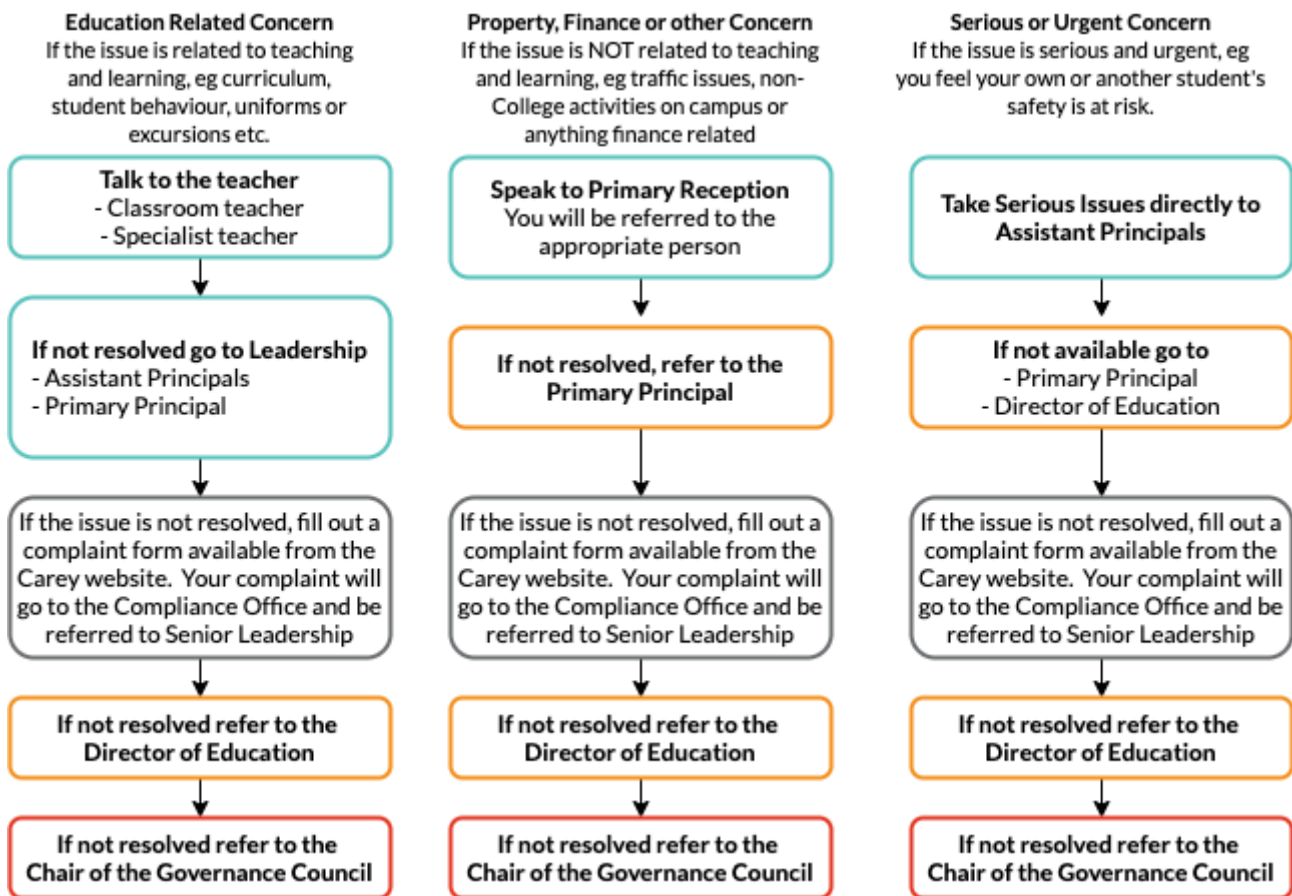 Education Related Concern
If the issue is related to teaching
and learning, eg curriculum,
student behaviour, uniforms or
excursions etc.
Talk to the teacher
- Classroom teacher
- Specialist teacher
If not resolved go to Leadership
- Assistant Principals
- Primary Principal
If the issue is not resolved, fill out a
complaint form available from the
Carey website. Your complaint will
go to the Compliance Office and be
referred to Senior Leadership
If not resolved refer to the
Director of Education
If not resolved refer to the
Chair of the Governance Council
Property, Finance or other Concern
If the issue is NOT related to teaching
and learning, eg traffic issues, non-
College activities on campus or
anything finance related
Speak to Primary Reception
You will be referred to the
appropriate person
If not resolved, refer to the
Primary Principal
If the issue is not resolved, fill out a
complaint form available from the
Carey website. Your complaint will
go to the Compliance Office and be
referred to Senior Leadership
If not resolved refer to the
Director of Education
If not resolved refer to the
Chair of the Governance Council
Serious or Urgent Concern
If the issue is serious and urgent, eg
you feel your own or another student's
safety is at risk.
Take Serious Issues directly to
Assistant Principals
If not available go to
- Primary Principal
- Director of Education
If the issue is not resolved, fill out a
complaint form available from the
Carey website. Your complaint will
go to the Compliance Office and be
referred to Senior Leadership
If not resolved refer to the
Director of Education
If not resolved refer to the
Chair of the Governance Council